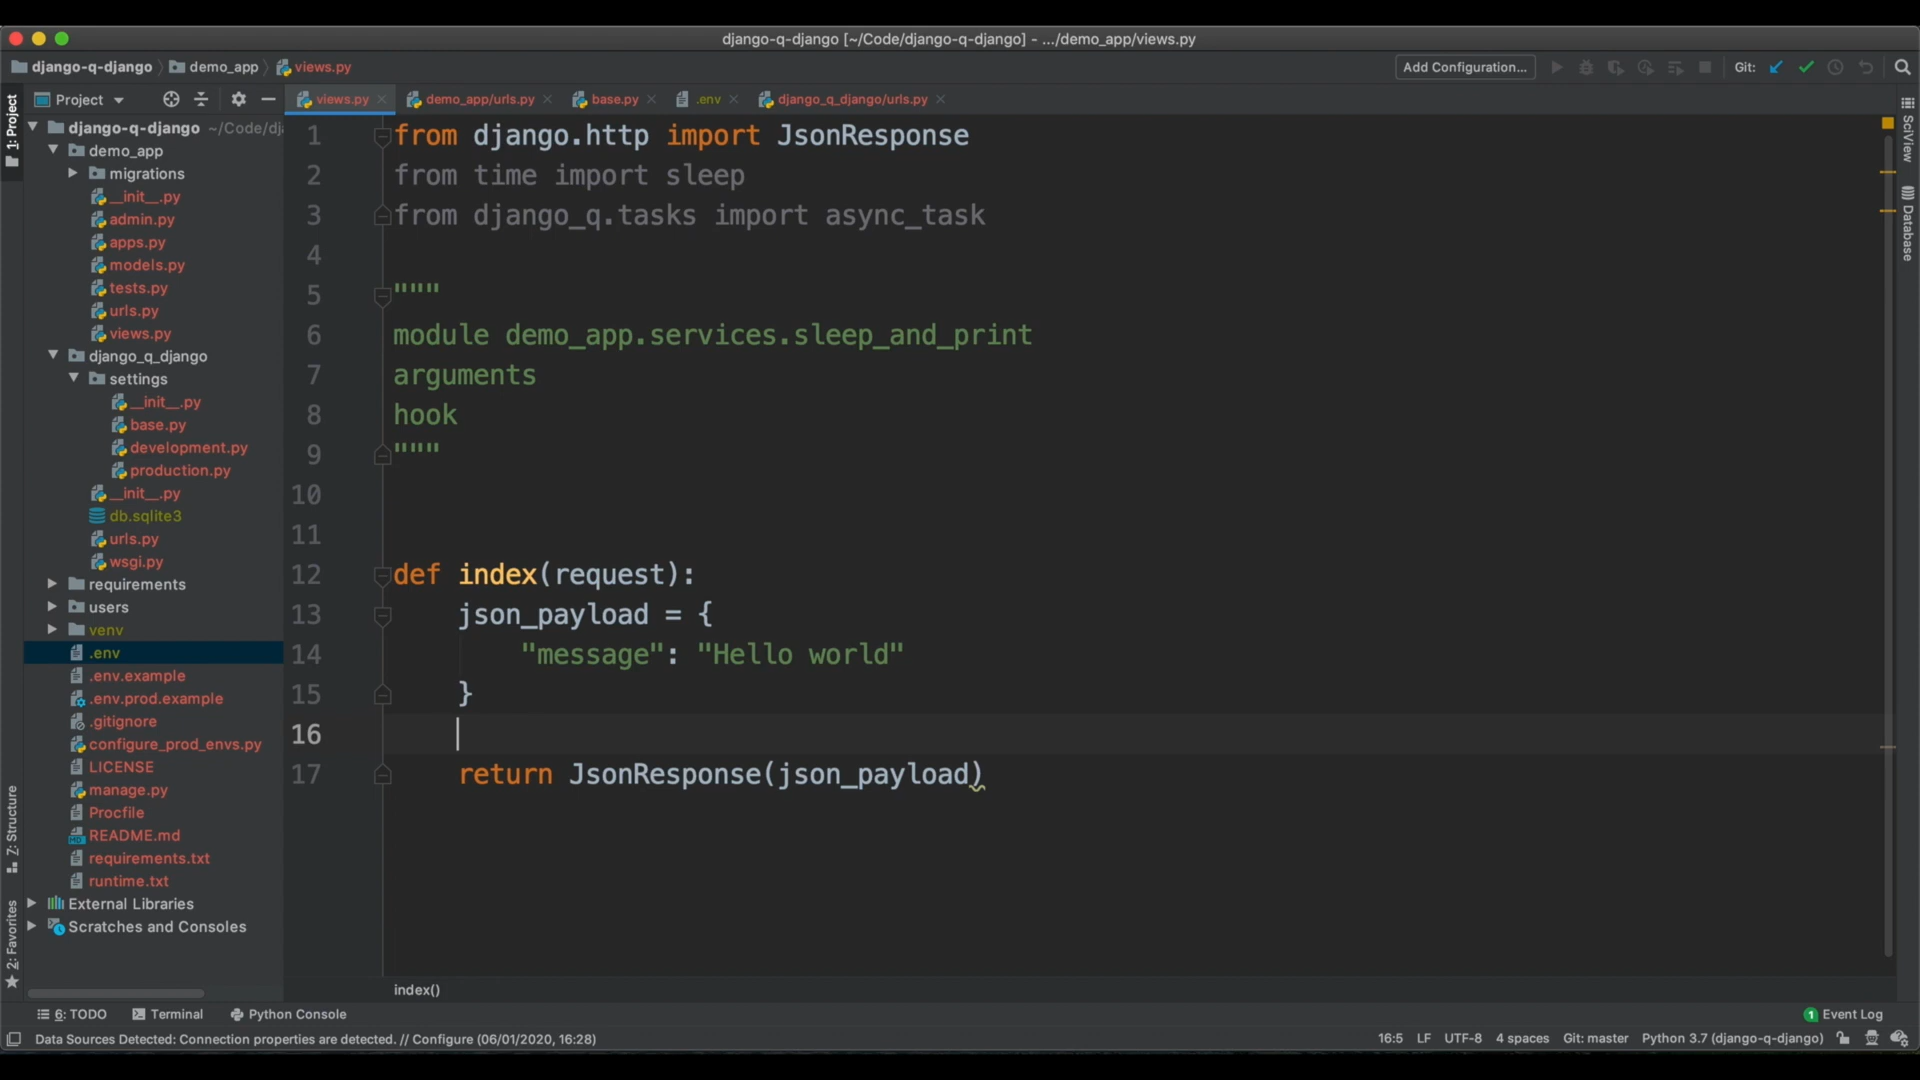 django-q-django [~/Code/django-q-django] - .../demo_app/views.py
django-q-django demo_app views.py
Add Configuration...
Git:
Project
views.py
demo_app/urls.py
base.py
.env
django_q_django/urls.py
1: Project
django-q-django ~/Code/dj
demo_app
migrations
__init__.py
admin.py
apps.py
models.py
tests.py
urls.py
views.py
django_q_django
settings
__init__.py
base.py
development.py
production.py
__init__.py
db.sqlite3
urls.py
wsgi.py
requirements
users
venv
.env
.env.example
.env.prod.example
.gitignore
configure_prod_envs.py
LICENSE
manage.py
Procfile
README.md
requirements.txt
runtime.txt
External Libraries
Scratches and Consoles
Z: Structure
2: Favorites
1 from django.http import JsonResponse
2 from time import sleep
3 from django_q.tasks import async_task
4
5 """
6 module demo_app.services.sleep_and_print
7 arguments
8 hook
9 """
10
11
12 def index(request):
13 json_payload = {
14 "message": "Hello world"
15 }
16
17 return JsonResponse(json_payload)
SciView
Database
index()
6: TODO
Terminal
Python Console
1 Event Log
Data Sources Detected: Connection properties are detected. // Configure (06/01/2020, 16:28)
16:5 LF UTF-8 4 spaces Git: master Python 3.7 (django-q-django)